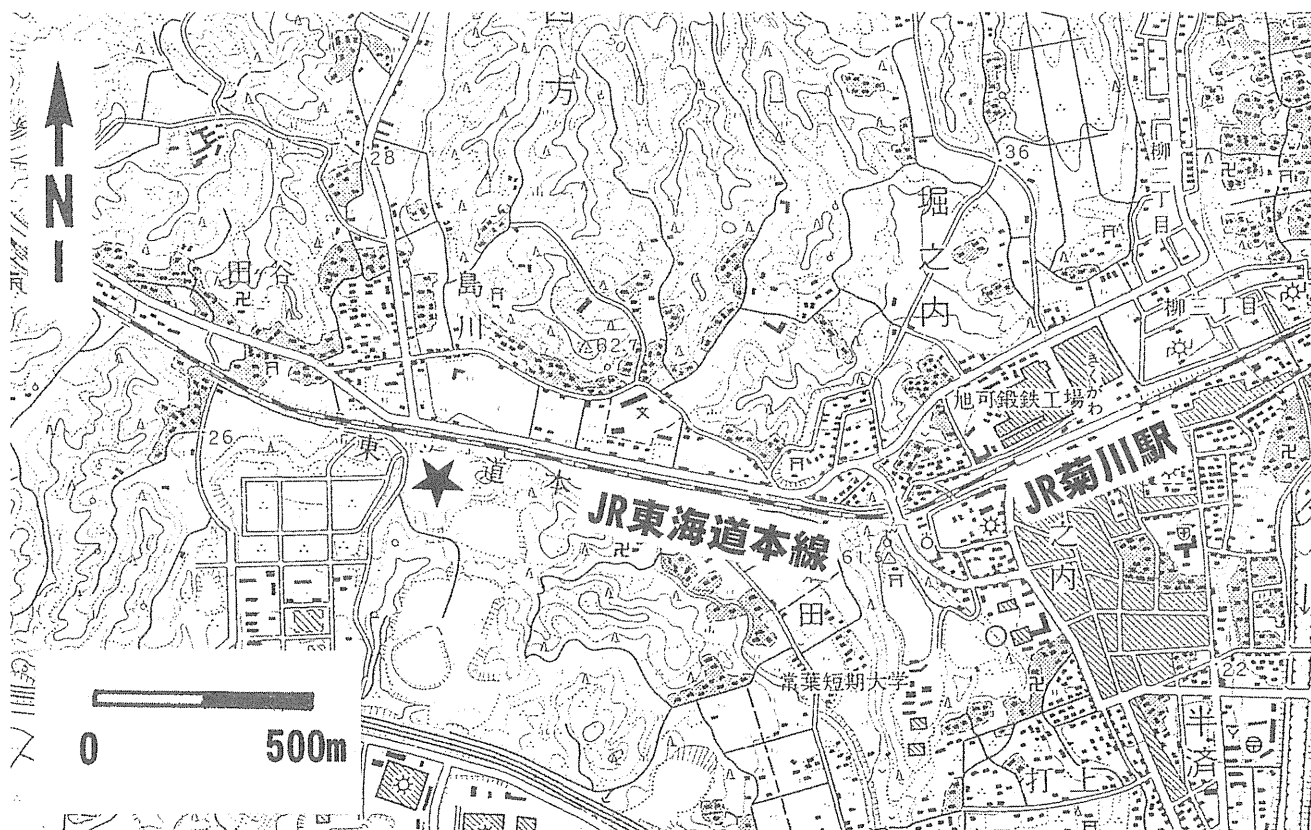 四
方
N
28
36
堀之内
柳一丁目
田谷
島川
62.7
柳二丁目
きくがわ
旭可鍛鉄工場
26
東
道
本
JR東海道本線
JR菊川駅
61.5
之内
田
常葉短期大学
22
半済
打上
0
500m